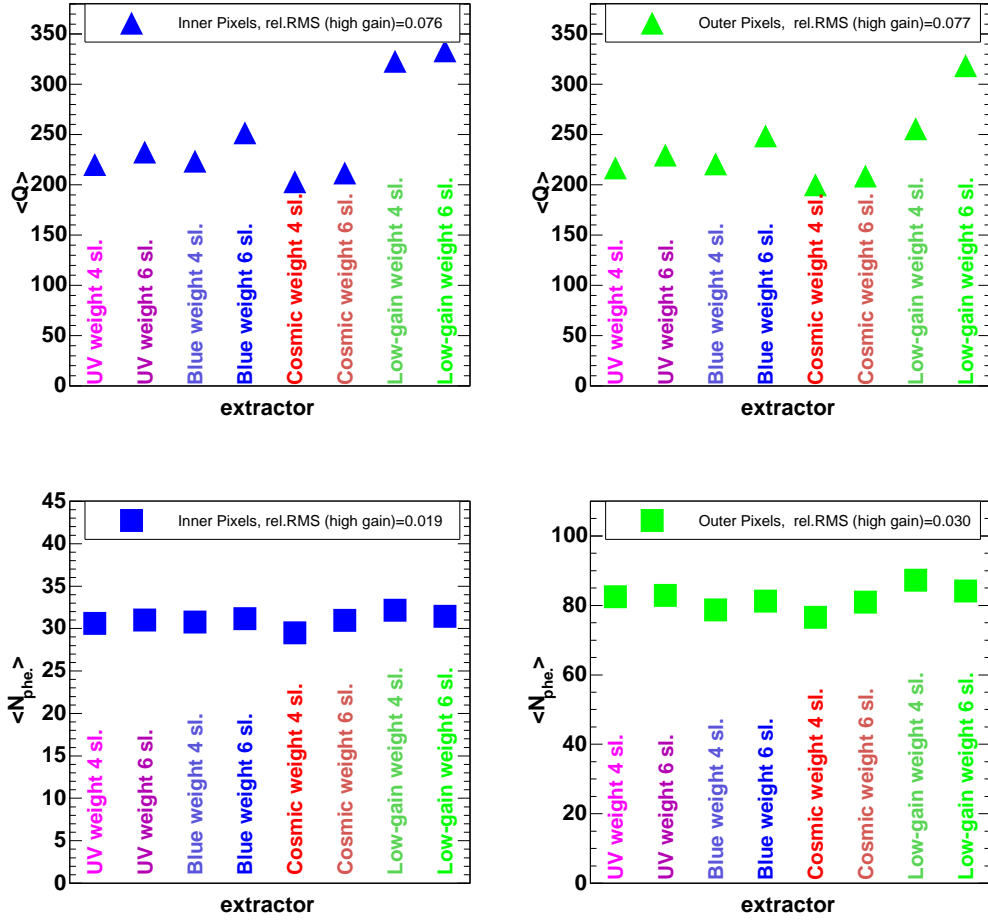 Inner Pixels, rel.RMS (high gain)=0.076
350
300
250
200
150
100
50
0
<Q>
UV weight 4 sl.
UV weight 6 sl.
Blue weight 4 sl.
Blue weight 6 sl.
Cosmic weight 4 sl.
Cosmic weight 6 sl.
Low-gain weight 4 sl.
Low-gain weight 6 sl.
extractor
Outer Pixels, rel.RMS (high gain)=0.077
350
300
250
200
150
100
50
0
<Q>
UV weight 4 sl.
UV weight 6 sl.
Blue weight 4 sl.
Blue weight 6 sl.
Cosmic weight 4 sl.
Cosmic weight 6 sl.
Low-gain weight 4 sl.
Low-gain weight 6 sl.
extractor
Inner Pixels, rel.RMS (high gain)=0.019
45
40
35
30
25
20
15
10
5
0
<Nphe.>
UV weight 4 sl.
UV weight 6 sl.
Blue weight 4 sl.
Blue weight 6 sl.
Cosmic weight 4 sl.
Cosmic weight 6 sl.
Low-gain weight 4 sl.
Low-gain weight 6 sl.
extractor
Outer Pixels, rel.RMS (high gain)=0.030
100
80
60
40
20
0
<Nphe.>
UV weight 4 sl.
UV weight 6 sl.
Blue weight 4 sl.
Blue weight 6 sl.
Cosmic weight 4 sl.
Cosmic weight 6 sl.
Low-gain weight 4 sl.
Low-gain weight 6 sl.
extractor